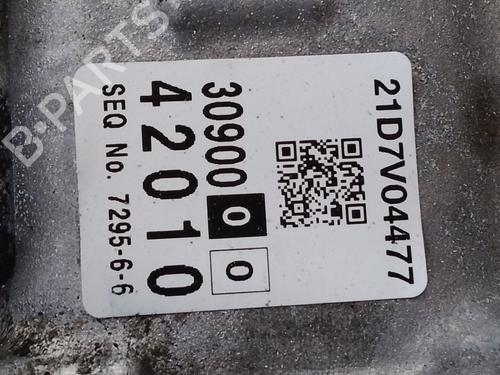 21D7V04477
30900 0 0
42010
SEQ No. 7295-6-6
B-PARTS